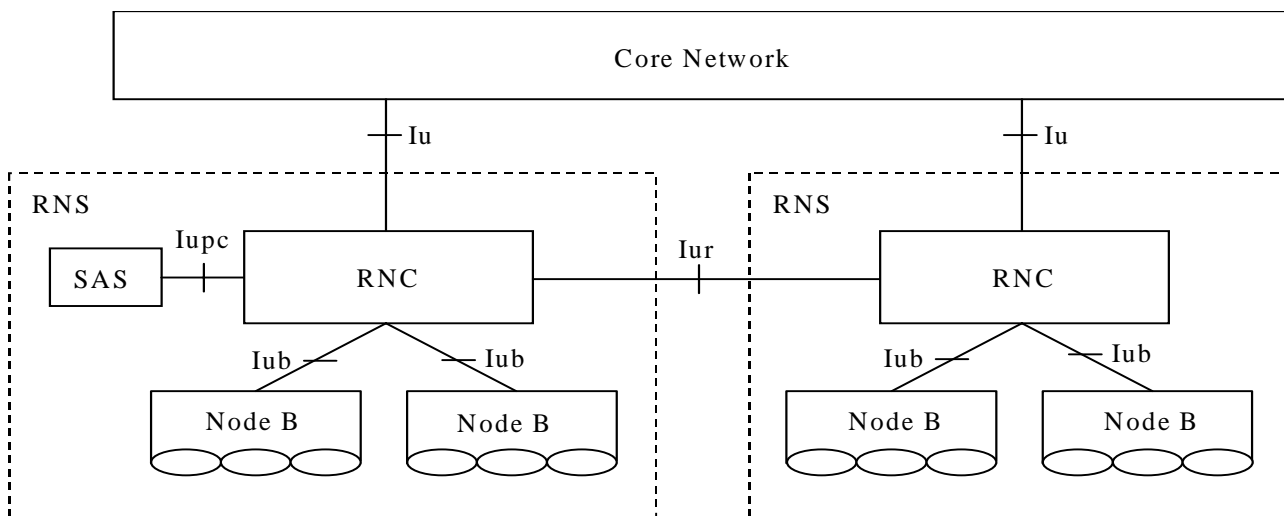 Core Network
Iu
Iu
RNS
RNS
Iupc
Iur
SAS
RNC
RNC
Iub
Iub
Iub
Iub
Node B
Node B
Node B
Node B